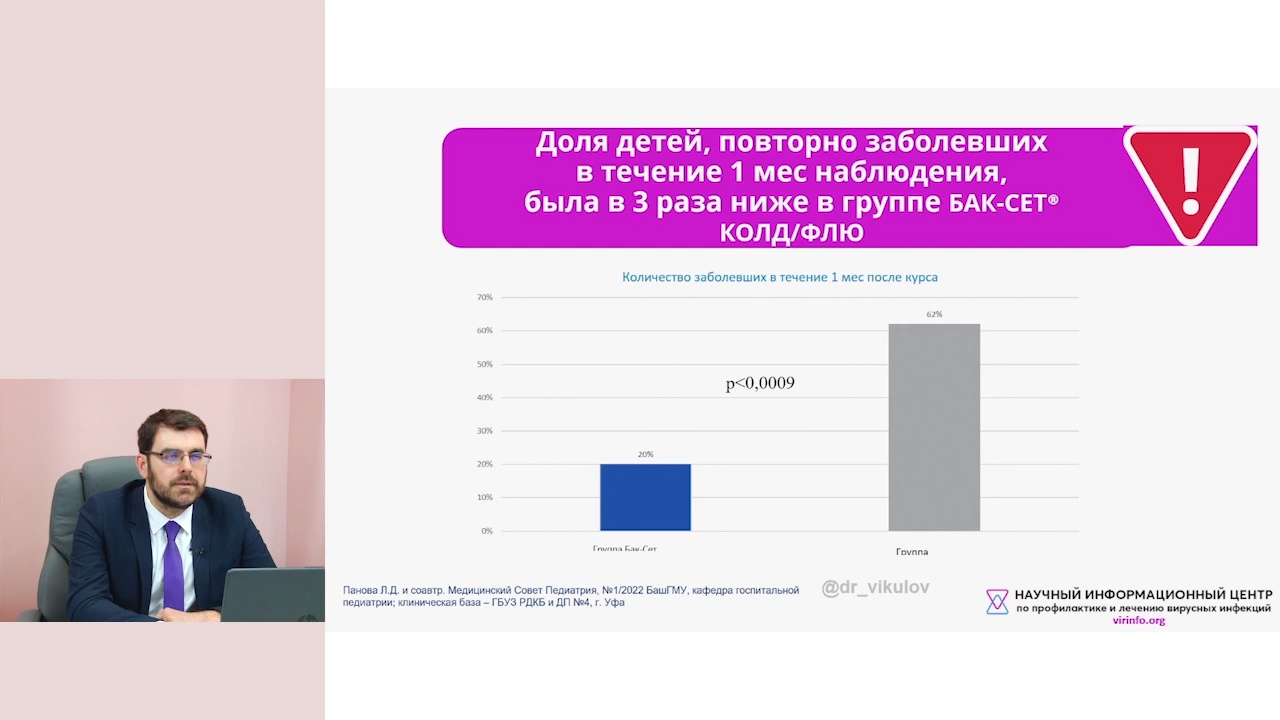 Доля детей, повторно заболевших
в течение 1 мес наблюдения,
была в 3 раза ниже в группе БАК-СЕТ®
КОЛД/ФЛЮ
Количество заболевших в течение 1 мес после курса
70%
60%
50%
40%
30%
20%
10%
0%
62%
p<0,0009
20%
Группа Бак-Сет
Группа
Панова Л.Д. и соавтр. Медицинский Совет Педиатрия, №1/2022 БашГМУ, кафедра госпитальной
педиатрии; клиническая база – ГБУЗ РДКБ и ДП №4, г. Уфа
@dr_vikulov
НАУЧНЫЙ ИНФОРМАЦИОННЫЙ ЦЕНТР
по профилактике и лечению вирусных инфекций
virinfo.org